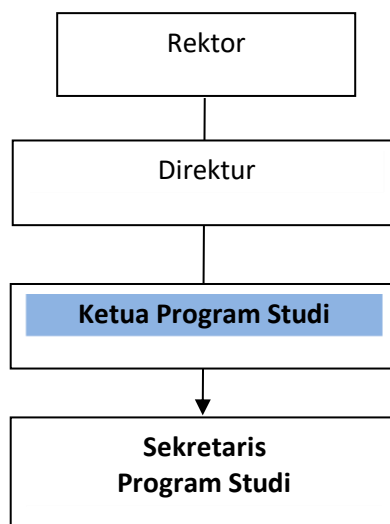 Rektor
Direktur
Ketua Program Studi
Sekretaris
Program Studi